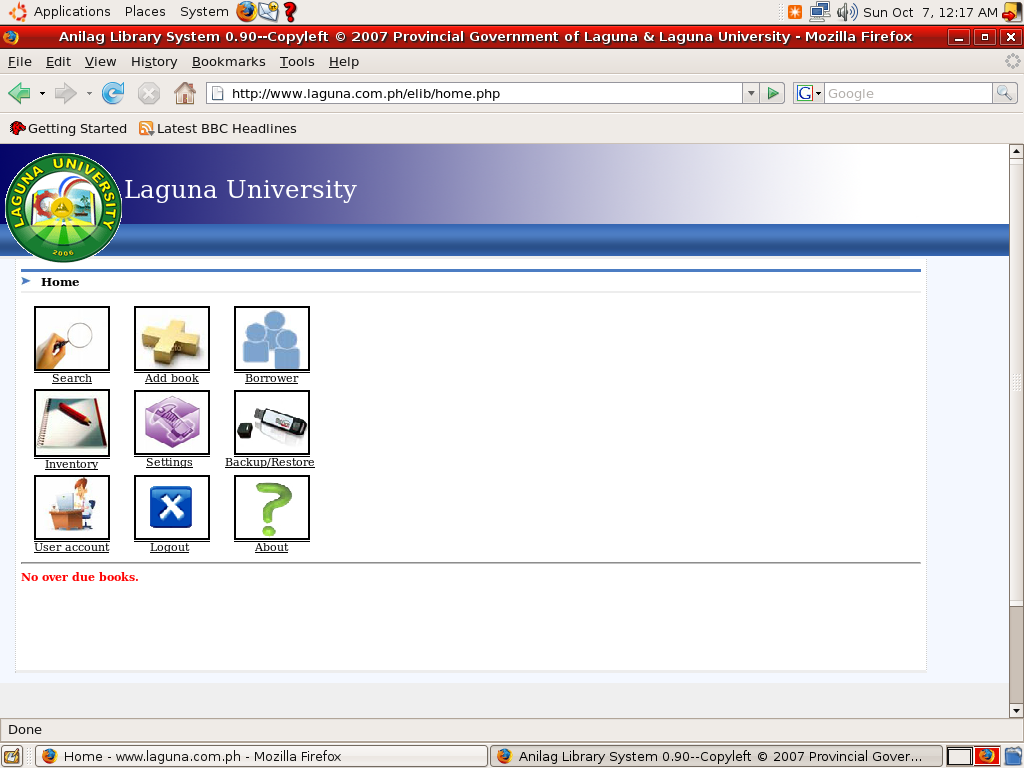 Applications Places System Sun Oct 7, 12:17 AM
Anilag Library System 0.90--Copyleft © 2007 Provincial Government of Laguna & Laguna University - Mozilla Firefox
File Edit View History Bookmarks Tools Help
http://www.laguna.com.ph/elib/home.php G Google
Getting Started Latest BBC Headlines
LAGUNA UNIVERSITY
2006
Laguna University
Home
Search Add book Borrower
Inventory Settings Backup/Restore
User account Logout About
No over due books.
Done
Home - www.laguna.com.ph - Mozilla Firefox Anilag Library System 0.90--Copyleft © 2007 Provincial Gover...